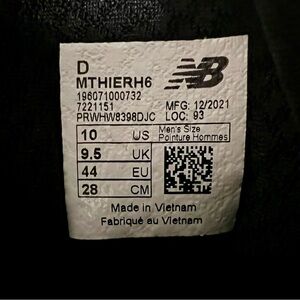 D
MTHIERH6
NB
196071000732
7221151
MFG: 12/2021
PRWHW8398DJC
LOC: 93
10 US Men's Size
9.5 UK Pointure Hommes
44 EU
28 CM
Made in Vietnam
Fabriqué au Vietnam